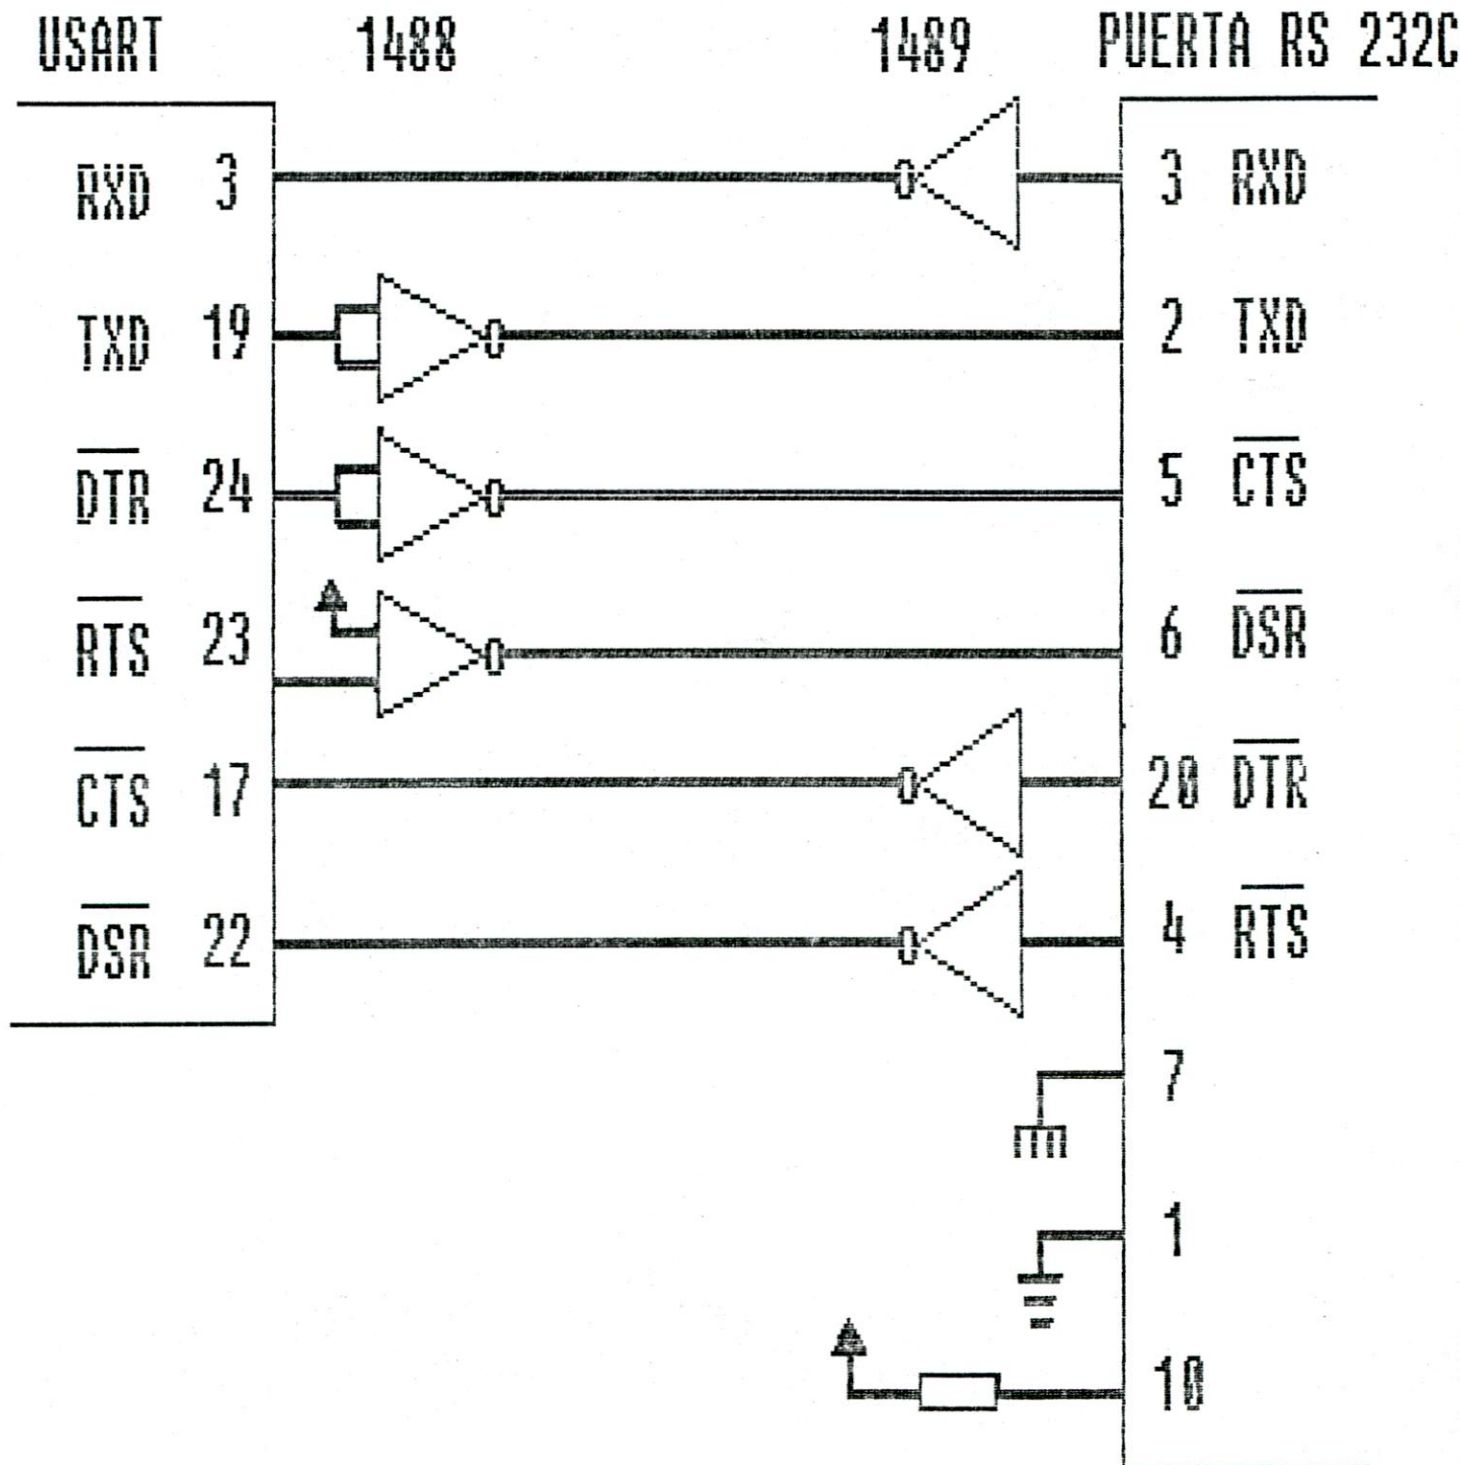 USART 1488 1489 PUERTA RS 232C
RXD 3 3 RXD
TXD 19 2 TXD
DTR 24 5 CTS
RTS 23 6 DSR
CTS 17 20 DTR
DSR 22 4 RTS
7
1
10